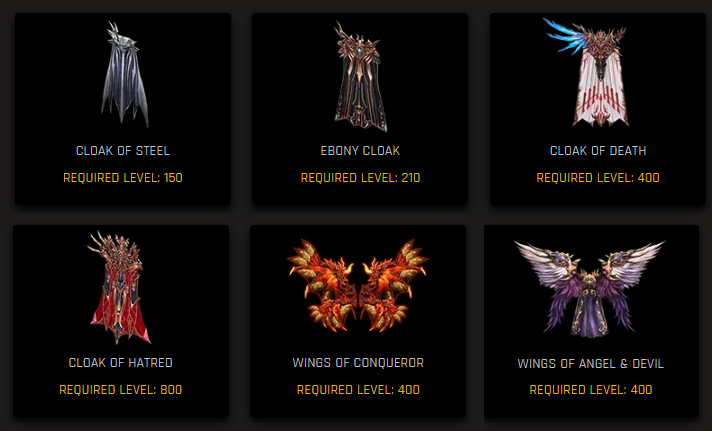 CLOAK OF STEEL
REQUIRED LEVEL: 150
EBONY CLOAK
REQUIRED LEVEL: 210
CLOAK OF DEATH
REQUIRED LEVEL: 400
CLOAK OF HATRED
REQUIRED LEVEL: 800
WINGS OF CONQUEROR
REQUIRED LEVEL: 400
WINGS OF ANGEL & DEVIL
REQUIRED LEVEL: 400